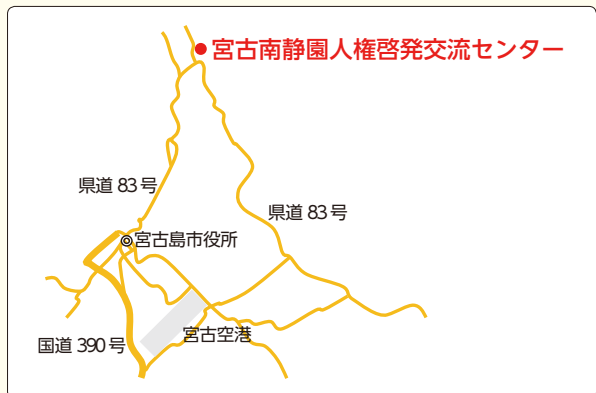 宮古南静園人権啓発交流センター
県道 83 号
県道 83 号
宮古島市役所
宮古空港
国道 390 号